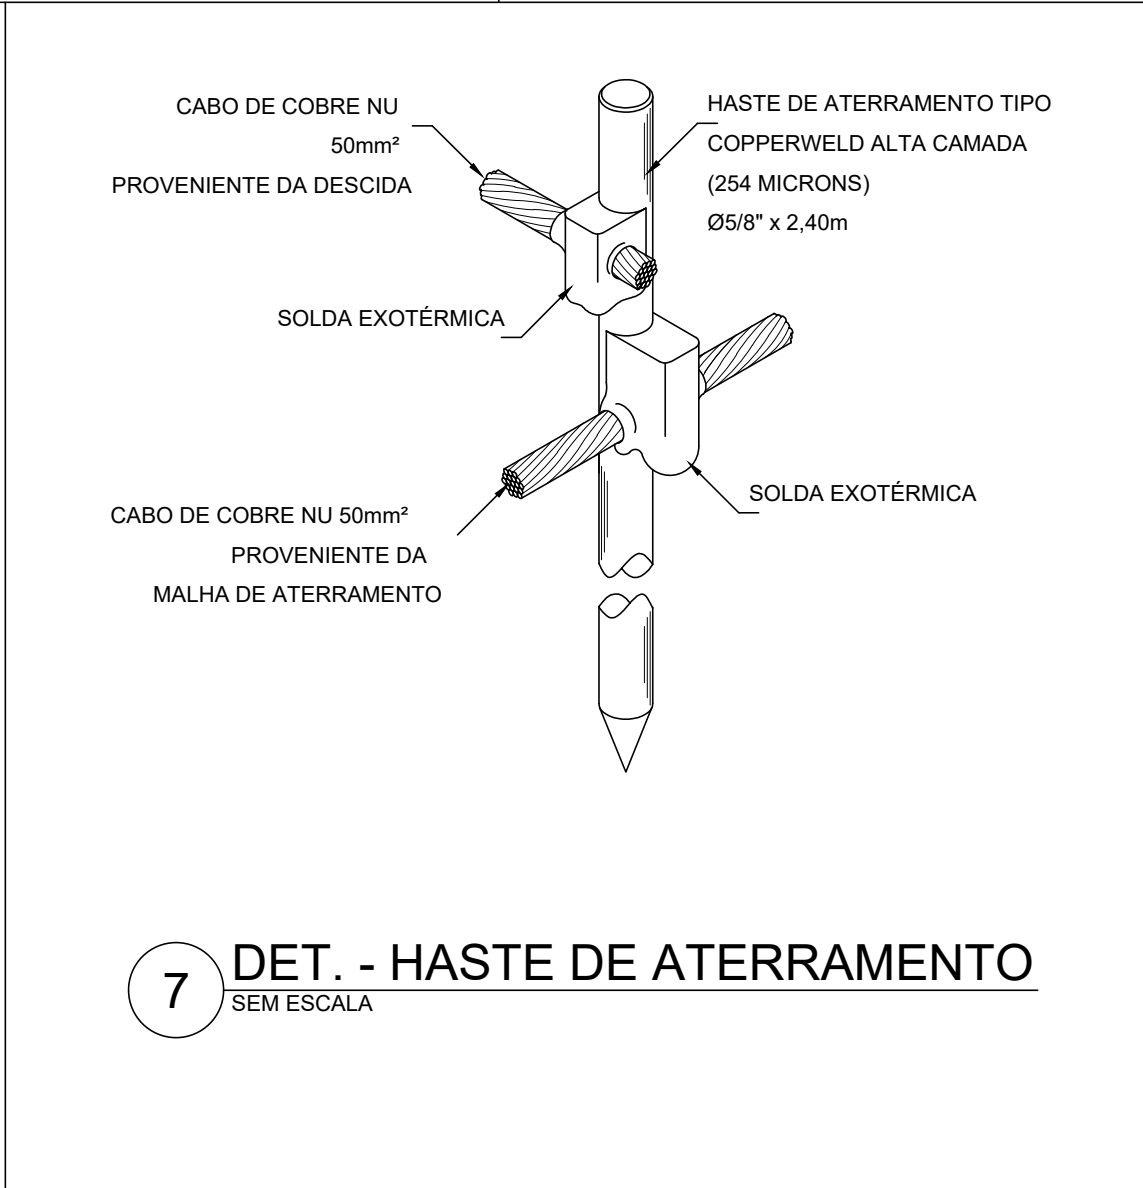 CABO DE COBRE NU
50mm²
PROVENIENTE DA DESCIDA
HASTE DE ATERRAMENTO TIPO
COPPERWELD ALTA CAMADA
(254 MICRONS)
Ø5/8" x 2,40m
SOLDA EXOTÉRMICA
SOLDA EXOTÉRMICA
CABO DE COBRE NU 50mm²
PROVENIENTE DA
MALHA DE ATERRAMENTO
7
DET. - HASTE DE ATERRAMENTO
SEM ESCALA